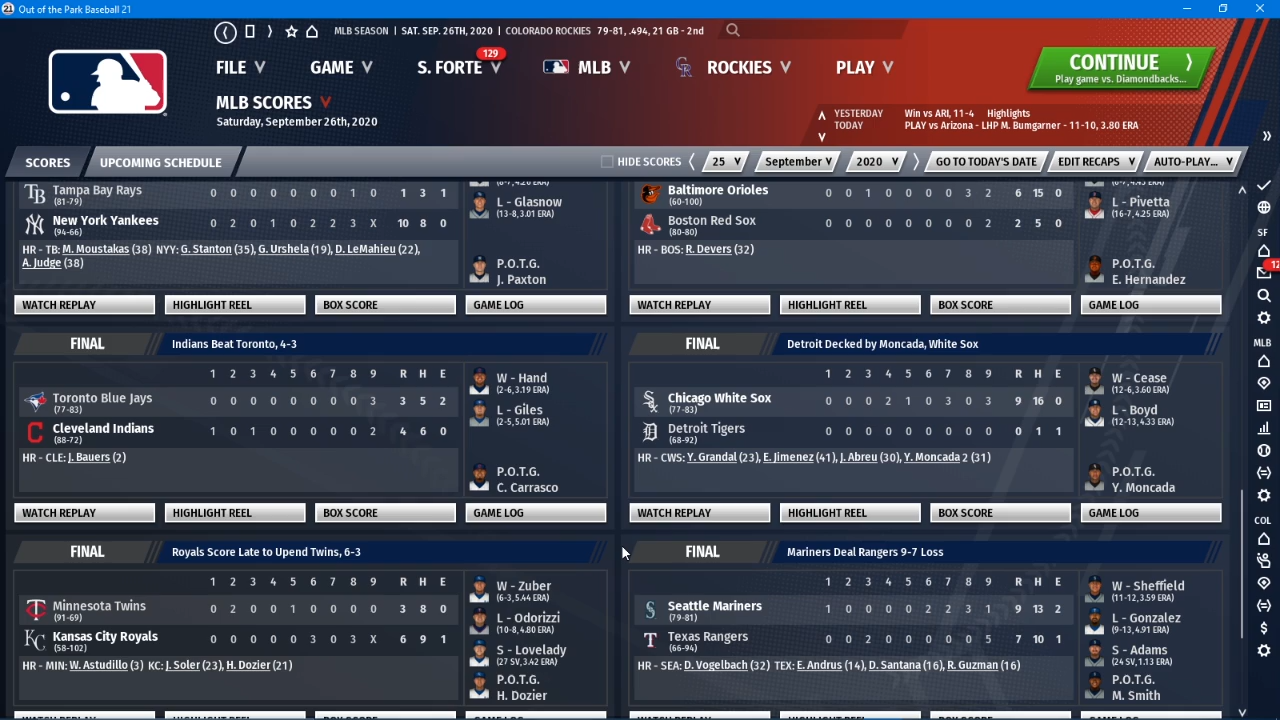 21 Out of the Park Baseball 21
MLB SEASON | SAT. SEP. 26TH, 2020 | COLORADO ROCKIES 79-81, .494, 21 GB - 2nd
FILE GAME S. FORTE 129 MLB ROCKIES PLAY
CONTINUE
Play game vs. Diamondbacks...
MLB SCORES
Saturday, September 26th, 2020
YESTERDAY Win vs ARI, 11-4 Highlights
TODAY PLAY vs Arizona - LHP M. Bumgarner - 11-10, 3.80 ERA
SCORES UPCOMING SCHEDULE HIDE SCORES 25 September 2020 GO TO TODAY'S DATE EDIT RECAPS AUTO-PLAY...
Tampa Bay Rays 0 0 0 0 0 1 0 0 0 1 3 1
(81-79)
New York Yankees 0 2 0 1 0 2 2 3 X 10 8 0
(94-66)
L - Glasnow
(13-8, 3.01 ERA)
HR - TB: M. Moustakas (38) NYY: G. Stanton (35), G. Urshela (19), D. LeMahieu (22),
A. Judge (38)
P.O.T.G.
J. Paxton
WATCH REPLAY HIGHLIGHT REEL BOX SCORE GAME LOG
Baltimore Orioles 0 0 1 0 0 0 0 3 2 6 15 0
(60-100)
Boston Red Sox 0 0 0 0 0 0 0 0 2 2 5 0
(80-80)
L - Pivetta
(16-7, 4.25 ERA)
HR - BOS: R. Devers (32)
P.O.T.G.
E. Hernandez
WATCH REPLAY HIGHLIGHT REEL BOX SCORE GAME LOG
FINAL Indians Beat Toronto, 4-3
1 2 3 4 5 6 7 8 9 R H E
Toronto Blue Jays 0 0 0 0 0 0 0 0 3 3 5 2
(77-83)
Cleveland Indians 1 0 1 0 0 0 0 0 2 4 6 0
(88-72)
W - Hand
(2-6, 3.19 ERA)
L - Giles
(2-5, 5.01 ERA)
HR - CLE: J. Bauers (2)
P.O.T.G.
C. Carrasco
WATCH REPLAY HIGHLIGHT REEL BOX SCORE GAME LOG
FINAL Detroit Decked by Moncada, White Sox
1 2 3 4 5 6 7 8 9 R H E
Chicago White Sox 0 0 0 2 1 0 3 0 3 9 16 0
(77-83)
Detroit Tigers 0 0 0 0 0 0 0 0 0 0 1 1
(68-92)
W - Cease
(12-6, 3.60 ERA)
L - Boyd
(12-13, 4.33 ERA)
HR - CWS: Y. Grandal (23), E. Jimenez (41), J. Abreu (30), Y. Moncada 2 (31)
P.O.T.G.
Y. Moncada
WATCH REPLAY HIGHLIGHT REEL BOX SCORE GAME LOG
FINAL Royals Score Late to Upend Twins, 6-3
1 2 3 4 5 6 7 8 9 R H E
Minnesota Twins 0 2 0 0 1 0 0 0 0 3 8 0
(91-69)
Kansas City Royals 0 0 0 0 0 3 0 3 X 6 9 1
(58-102)
W - Zuber
(6-3, 5.44 ERA)
L - Odorizzi
(10-8, 4.80 ERA)
S - Lovelady
(27 SV, 3.42 ERA)
HR - MIN: W. Astudillo (3) KC: J. Soler (23), H. Dozier (21)
P.O.T.G.
H. Dozier
FINAL Mariners Deal Rangers 9-7 Loss
1 2 3 4 5 6 7 8 9 R H E
Seattle Mariners 1 0 0 0 0 2 2 3 1 9 13 2
(79-81)
Texas Rangers 0 0 2 0 0 0 0 0 5 7 10 1
(66-94)
W - Sheffield
(11-12, 3.59 ERA)
L - Gonzalez
(9-13, 4.91 ERA)
S - Adams
(24 SV, 1.13 ERA)
HR - SEA: D. Vogelbach (32) TEX: E. Andrus (14), D. Santana (16), R. Guzman (16)
P.O.T.G.
M. Smith
SF
12
MLB
COL